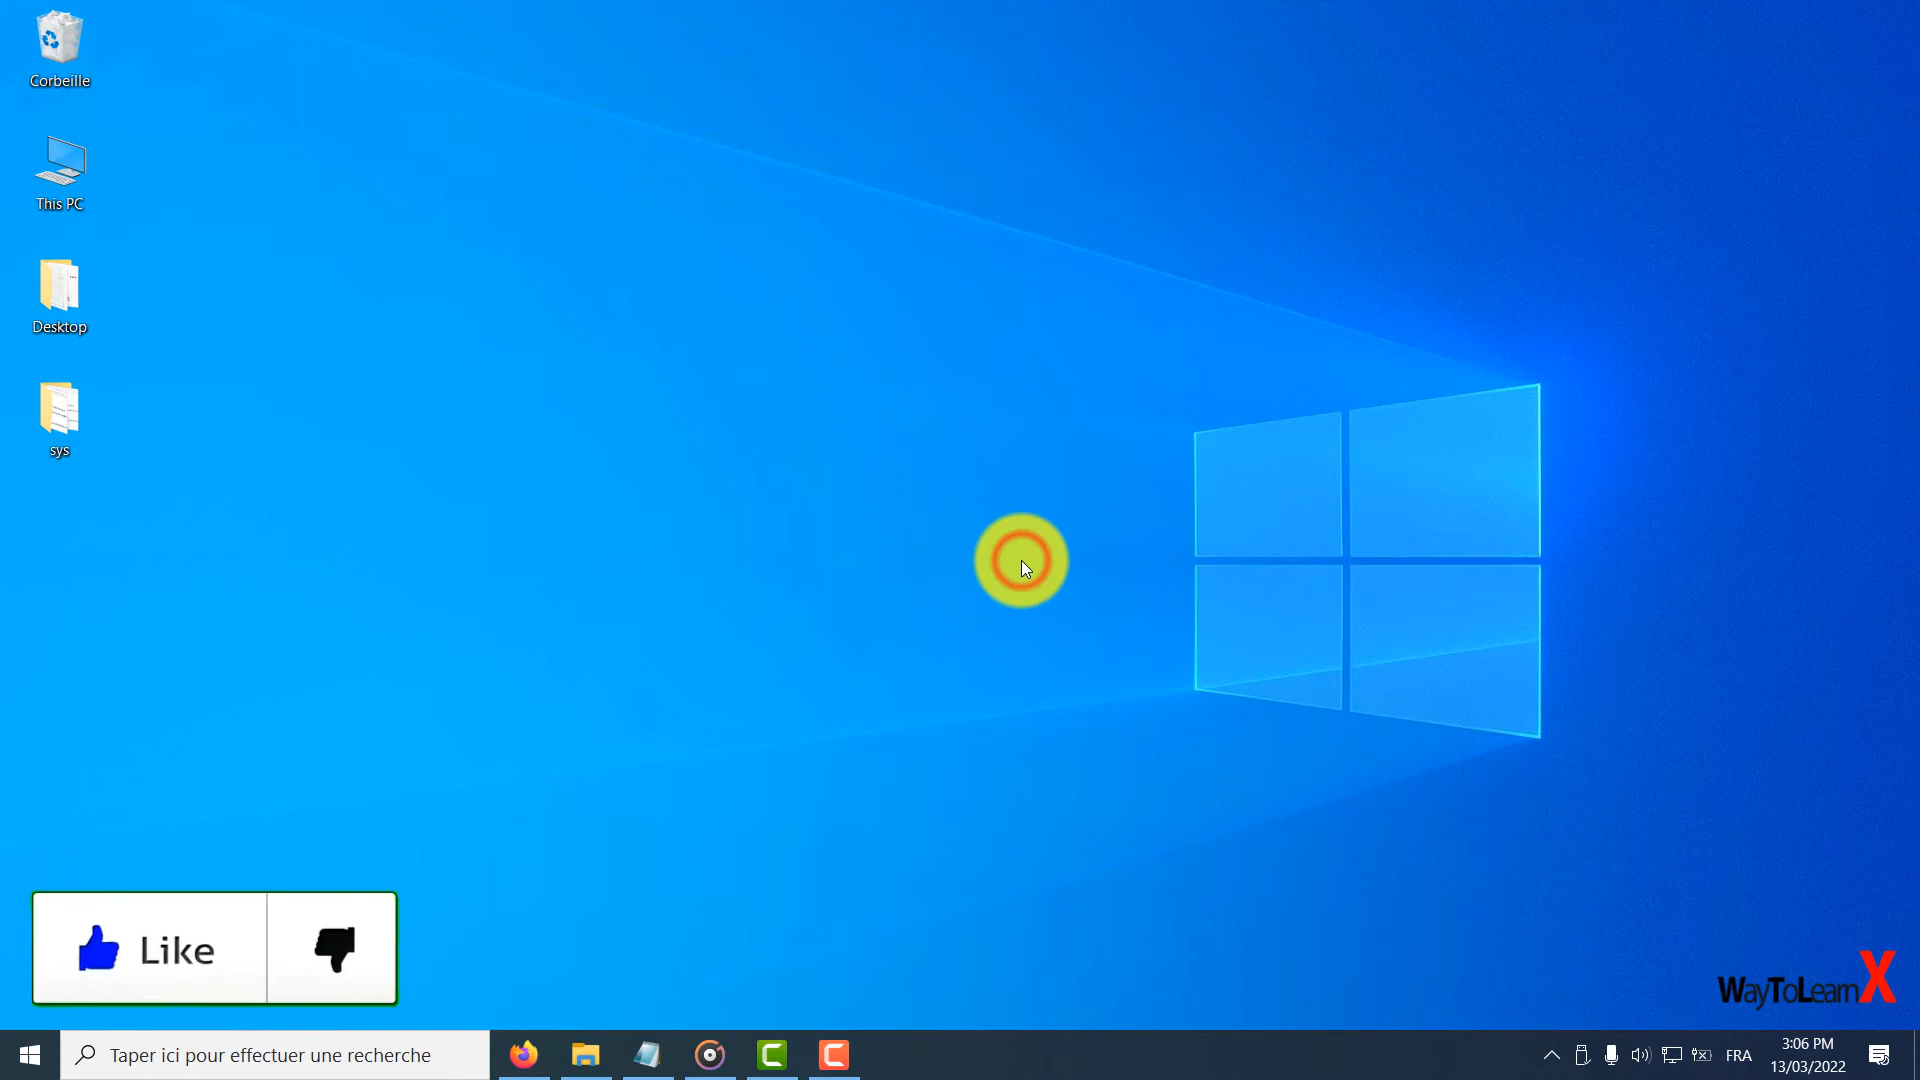 Corbeille
This PC
Desktop
sys
Like
WayToLearnX
Taper ici pour effectuer une recherche
FRA
3:06 PM
13/03/2022